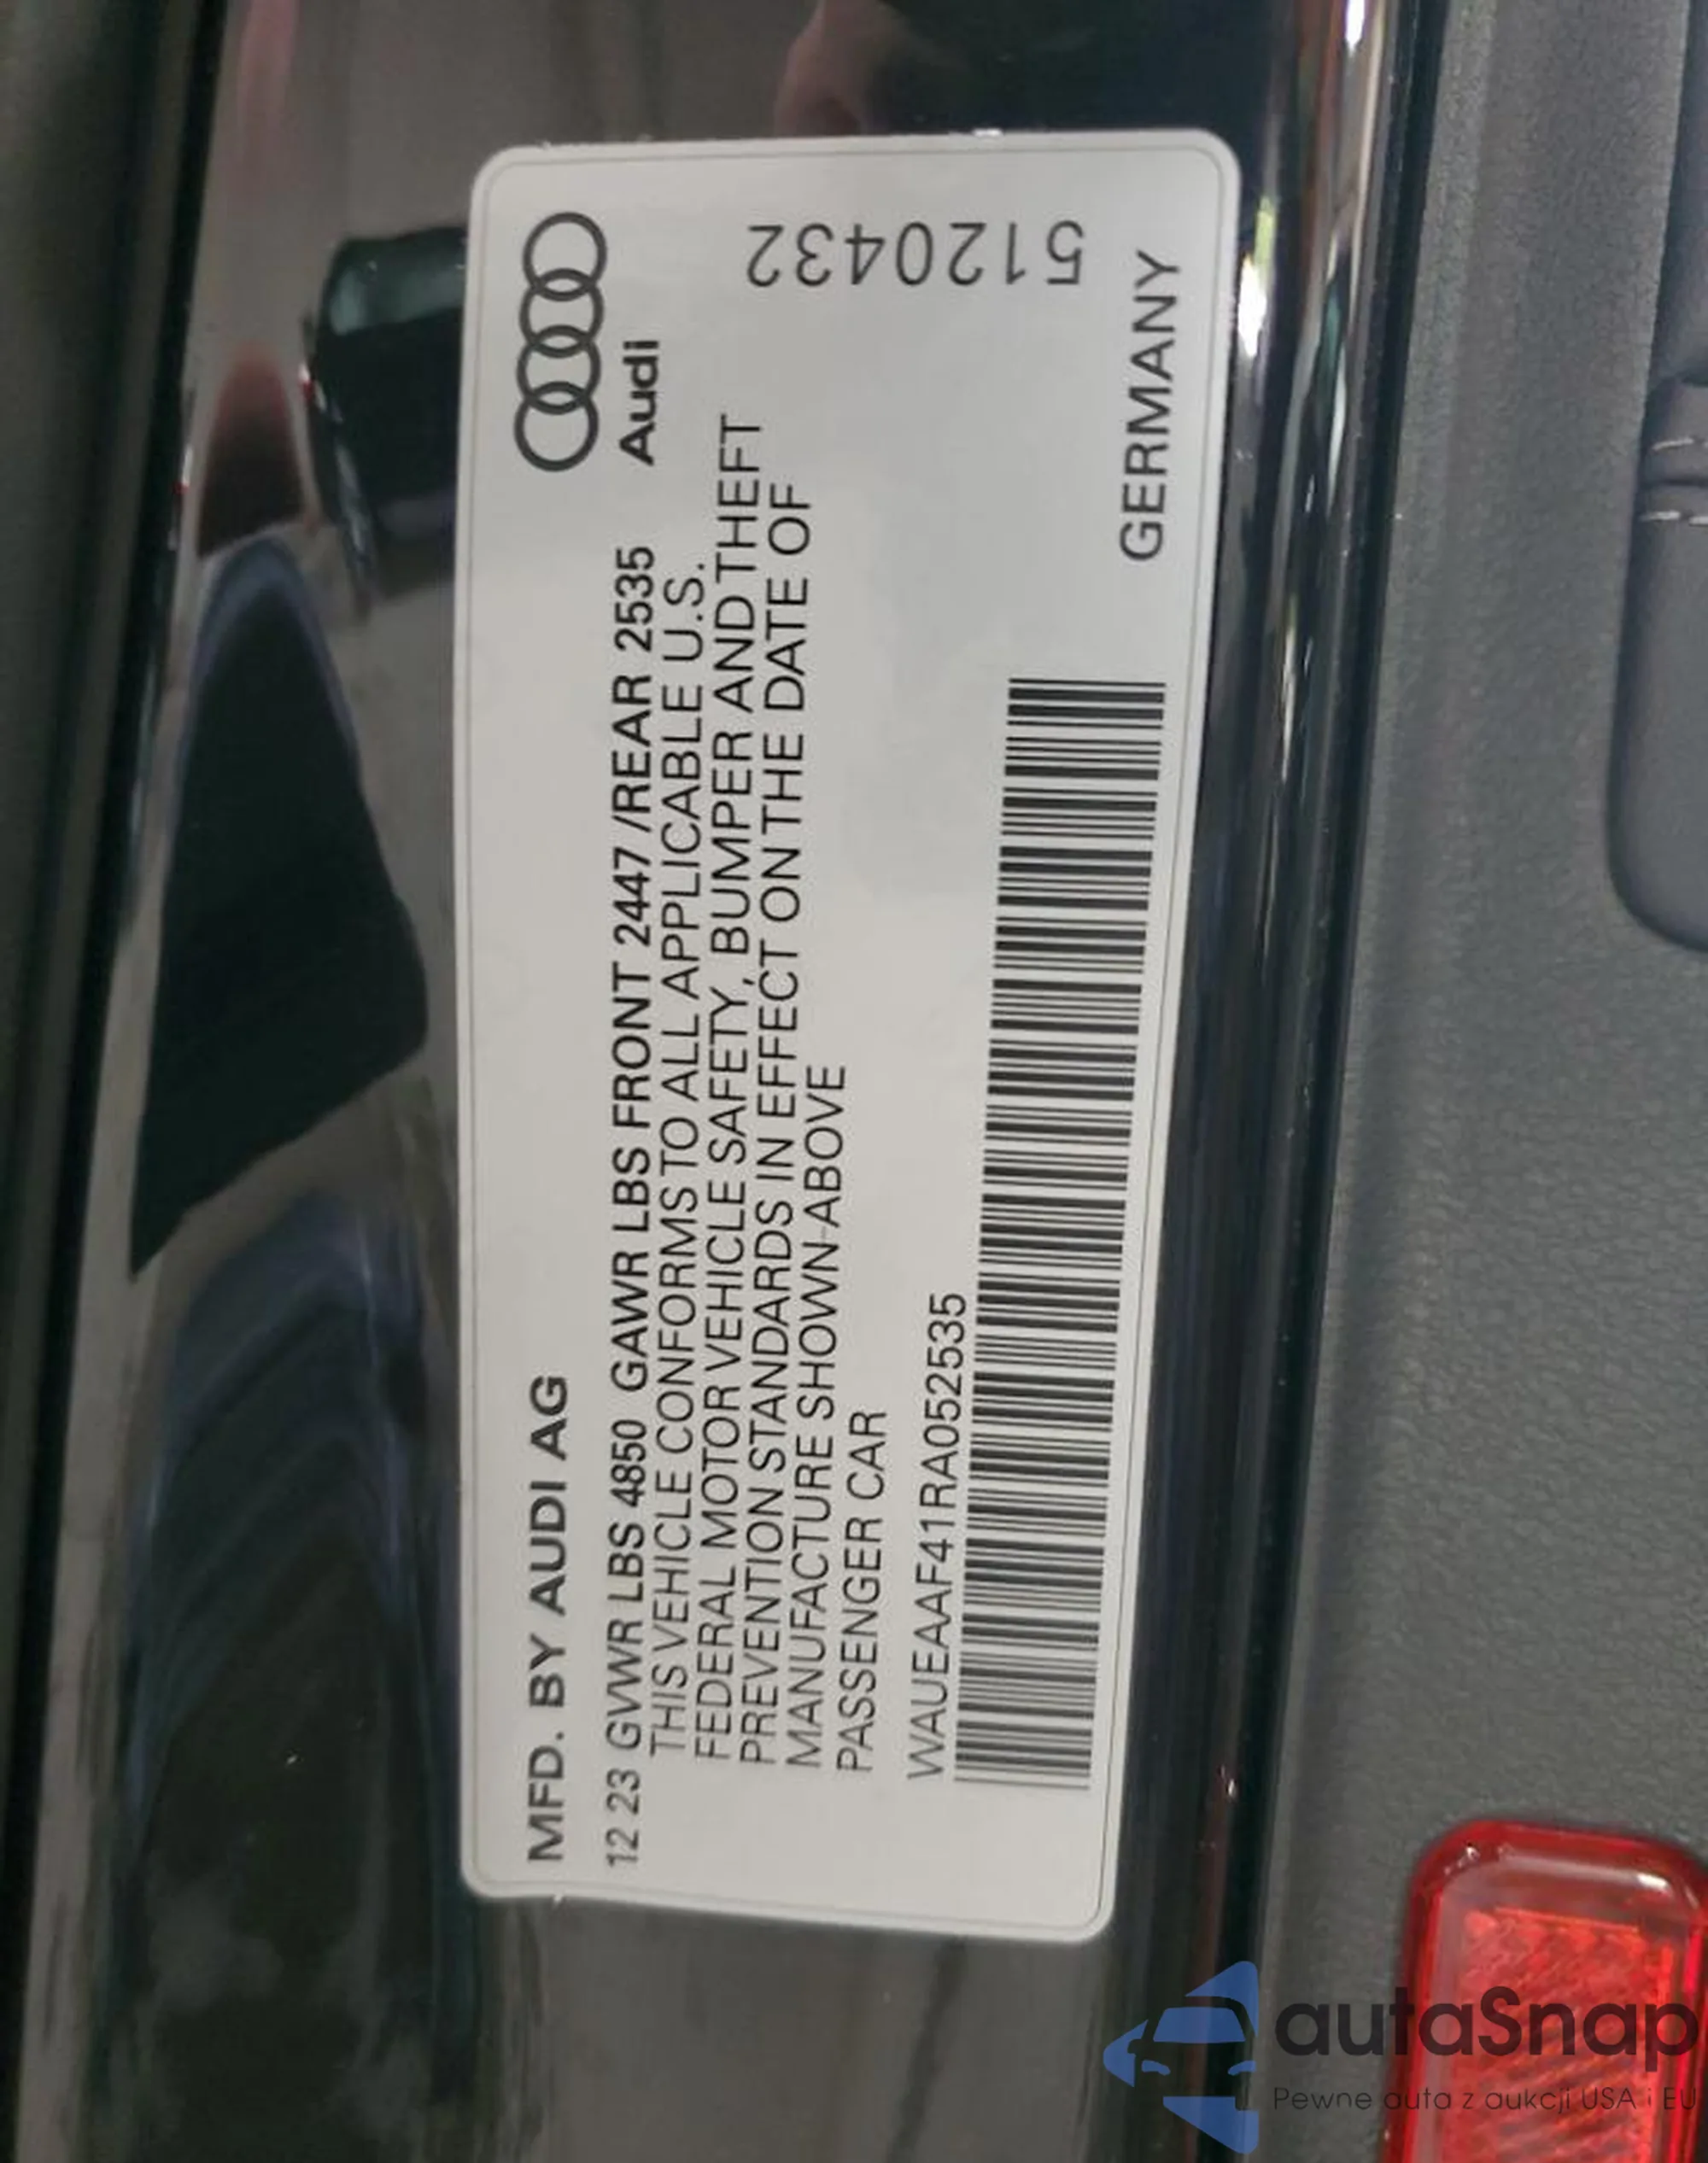 MFD. BY AUDI AG
Audi
12 23 GVWR LBS 4850 GAWR LBS FRONT 2447 /REAR 2535
THIS VEHICLE CONFORMS TO ALL APPLICABLE U.S.
FEDERAL MOTOR VEHICLE SAFETY, BUMPER AND THEFT
PREVENTION STANDARDS IN EFFECT ON THE DATE OF
MANUFACTURE SHOWN ABOVE
PASSENGER CAR
5120432
WAUEAAF41RA052535
GERMANY
autaSnap
Pewne auta z aukcji USA i EU